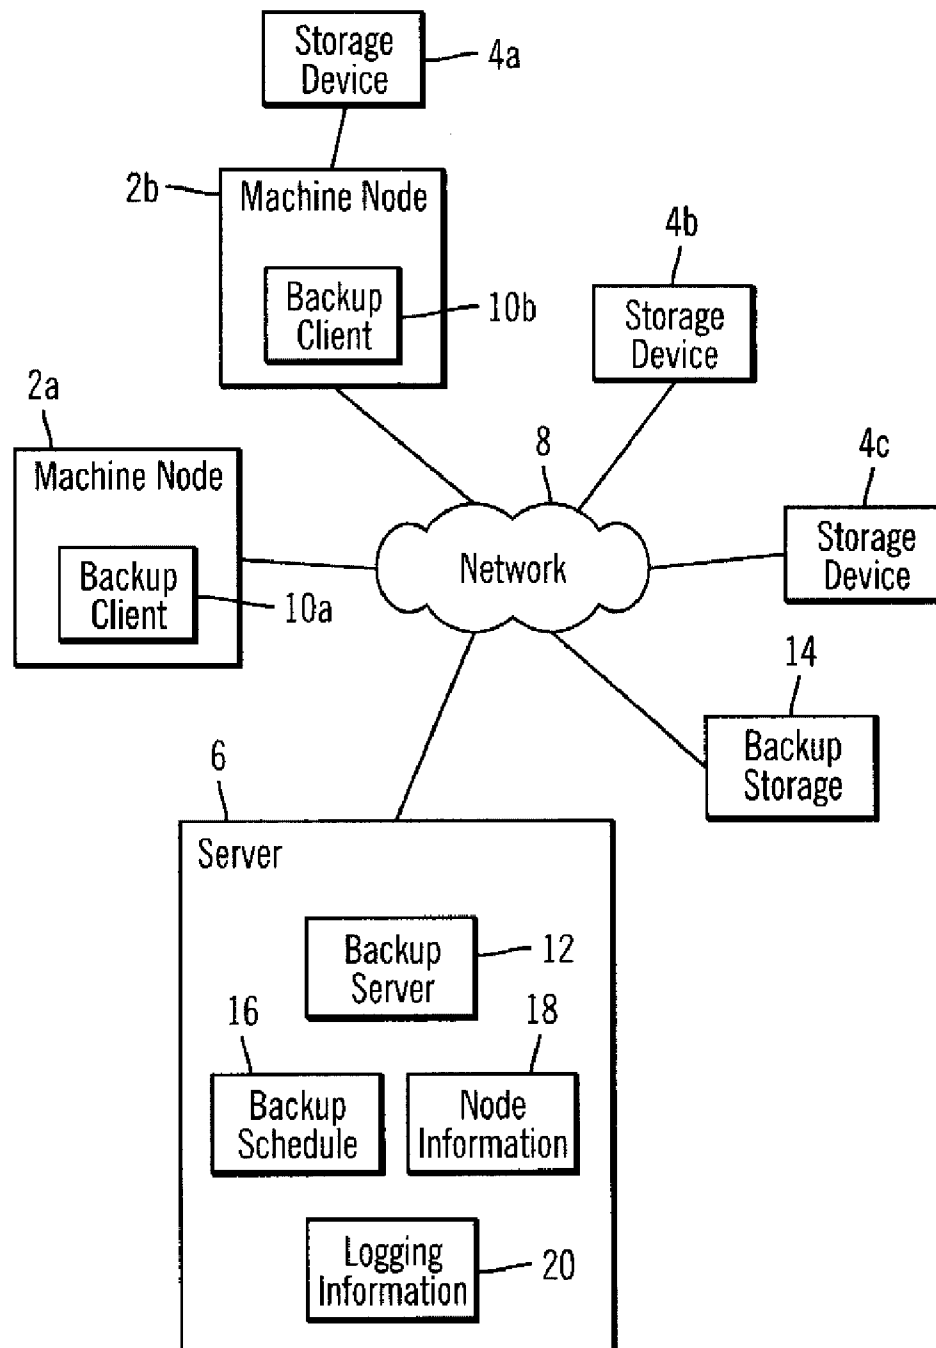 Storage
Device
4a
2b
Machine Node
Backup
Client
10b
4b
Storage
Device
2a
Machine Node
Backup
Client
10a
8
Network
4c
Storage
Device
14
Backup
Storage
6
Server
Backup
Server
12
16
18
Backup
Schedule
Node
Information
Logging
Information
20